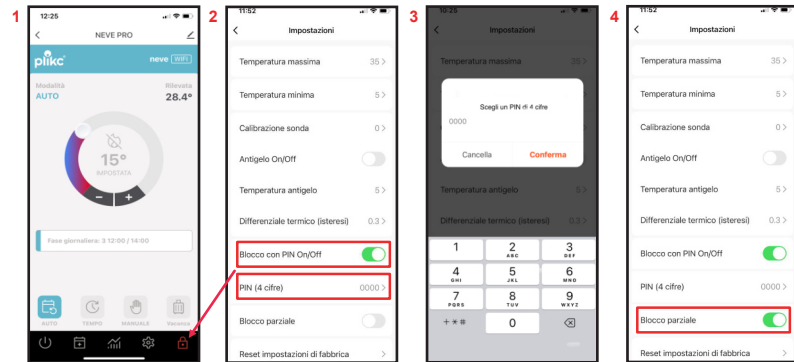 1
12:25
NEVE PRO
plikc
neve WIFI
Modalità
AUTO
Rilevata
28.4°
15°
IMPOSTATA
Fase giornaliera: 3 12:00 / 14:00
AUTO
TEMPO
MANUALE
Vacanza
2
11:52
Impostazioni
Temperatura massima 35
Temperatura minima 5
Calibrazione sonda 0
Antigelo On/Off
Temperatura antigelo 5
Differenziale termico (isteresi) 0.3
Blocco con PIN On/Off
PIN (4 cifre) 0000
Blocco parziale
Reset impostazioni di fabbrica
3
10:25
Impostazioni
Temperatura massima 35
Scegli un PIN di 4 cifre
0000
Cancella Conferma
Temperatura antigelo 5
Differenziale termico (isteresi) 0.3
1 2 3
ABC DEF
4 5 6
GHI JKL MNO
7 8 9
PQRS TUV WXYZ
+ * # 0
4
11:52
Impostazioni
Temperatura massima 35
Temperatura minima 5
Calibrazione sonda 0
Antigelo On/Off
Temperatura antigelo 5
Differenziale termico (isteresi) 0.3
Blocco con PIN On/Off
PIN (4 cifre) 0000
Blocco parziale
Reset impostazioni di fabbrica